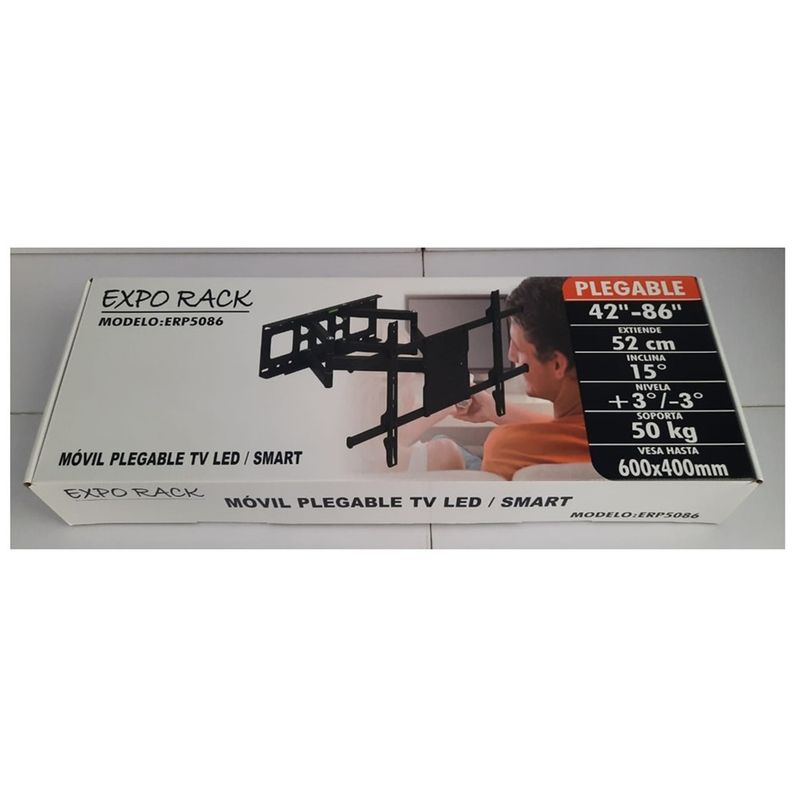 EXPO RACK
MODELO:ERP5086
MÓVIL PLEGABLE TV LED / SMART
PLEGABLE
42"-86"
EXTIENDE
52 cm
INCLINA
15°
NIVELA
+3°/-3°
SOPORTA
50 kg
VESA HASTA
600x400mm
EXPO RACK
MÓVIL PLEGABLE TV LED / SMART
MODELO:ERP5086